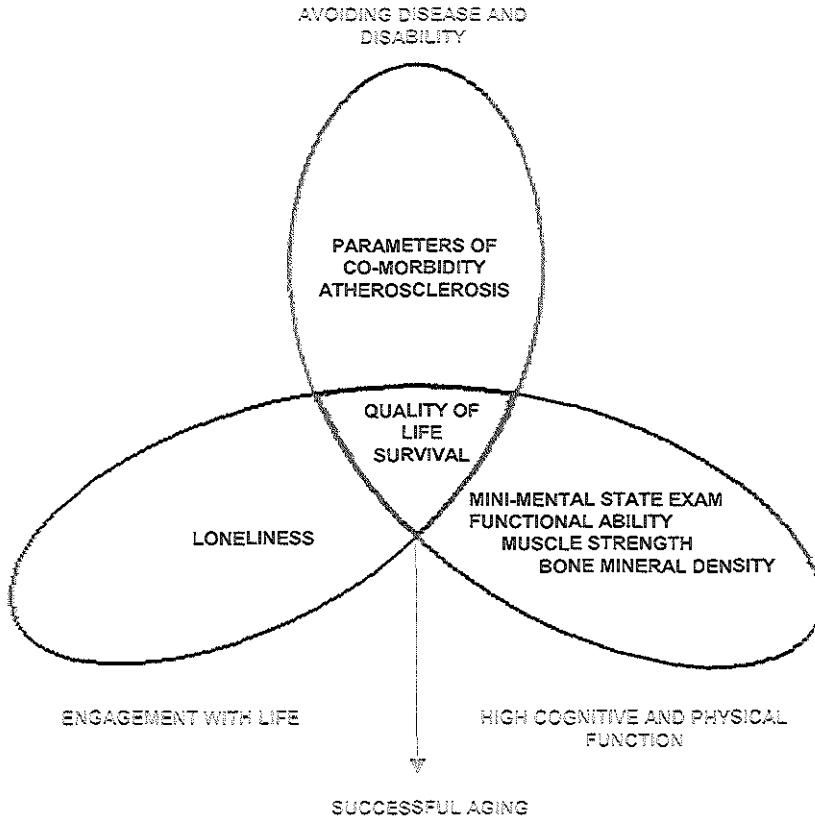 AVOIDING DISEASE AND
DISABILITY
PARAMETERS OF
CO-MORBIDITY
ATHEROSCLEROSIS
QUALITY OF
LIFE
SURVIVAL
LONELINESS
MINI-MENTAL STATE EXAM
FUNCTIONAL ABILITY
MUSCLE STRENGTH
BONE MINERAL DENSITY
ENGAGEMENT WITH LIFE
HIGH COGNITIVE AND PHYSICAL
FUNCTION
SUCCESSFUL AGING